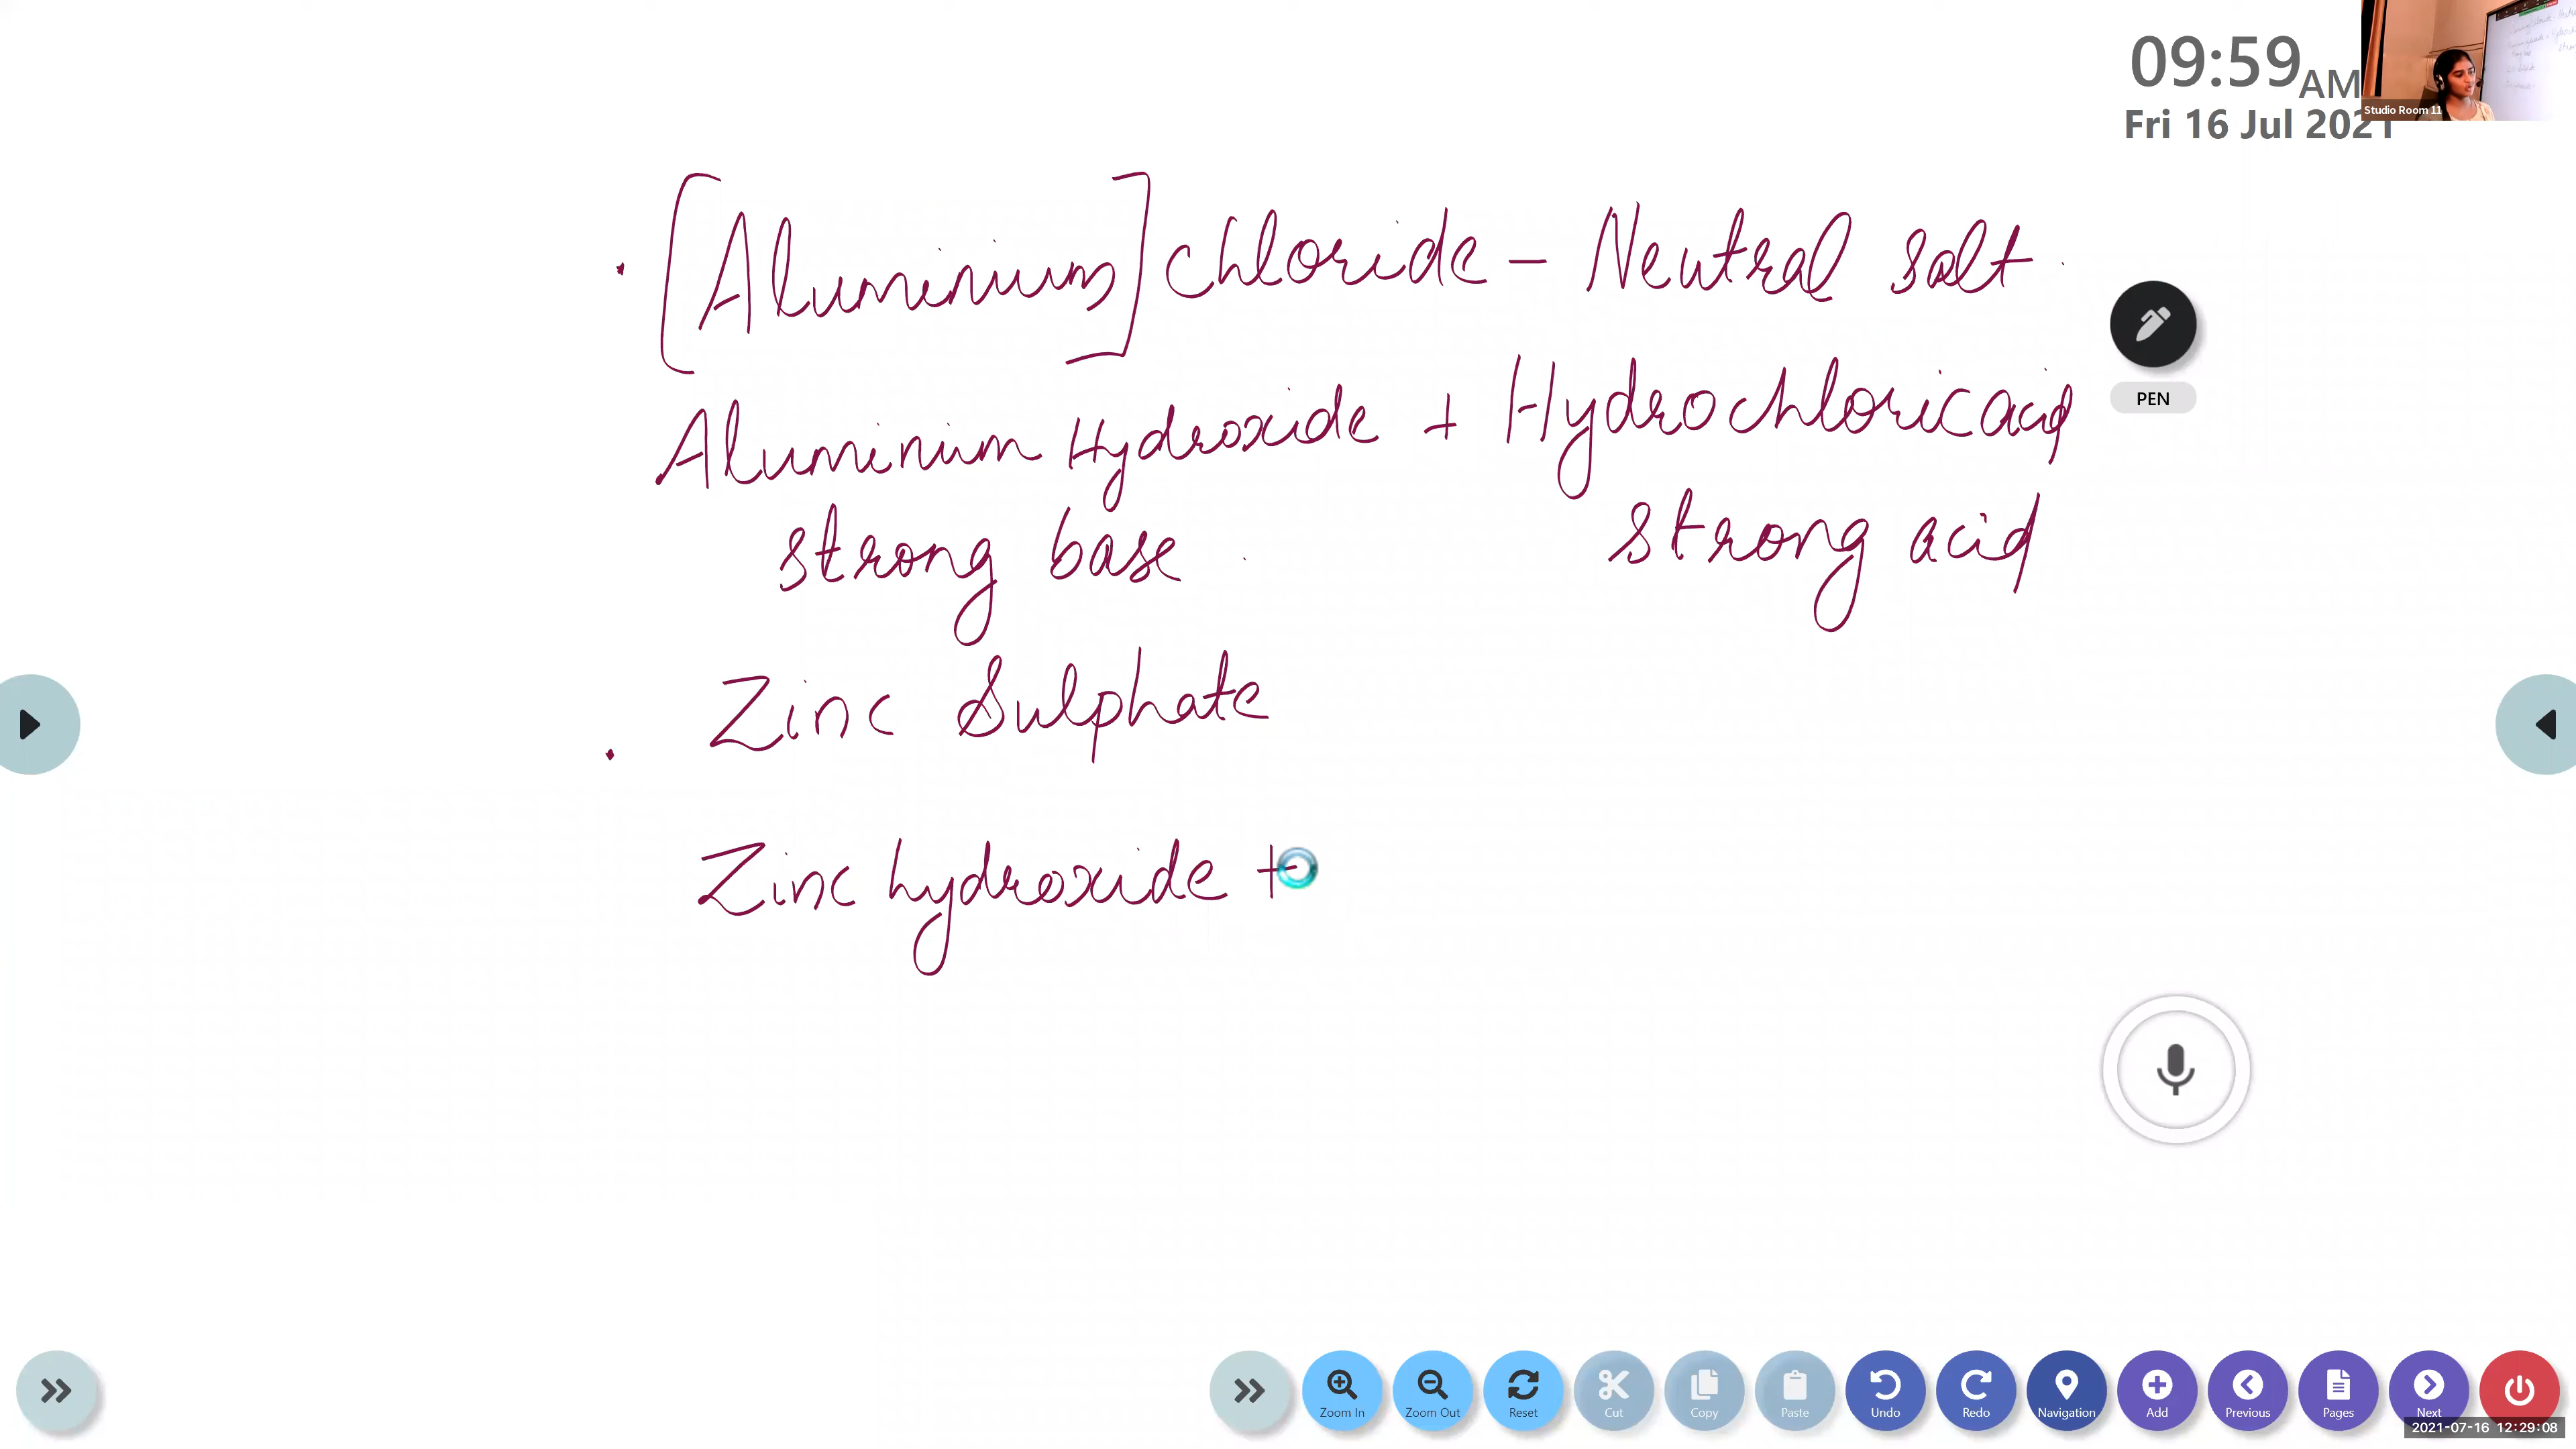 09:59 AM
Studio Room 11
Fri 16 Jul 2021
[Aluminium] chloride – Neutral salt
PEN
Aluminium Hydroxide + Hydrochloric acid
strong base
strong acid
Zinc Sulphate
Zinc hydroxide +
Zoom In
Zoom Out
Reset
Cut
Copy
Paste
Undo
Redo
Navigation
Add
Previous
Pages
Next
2021-07-16 12:29:08